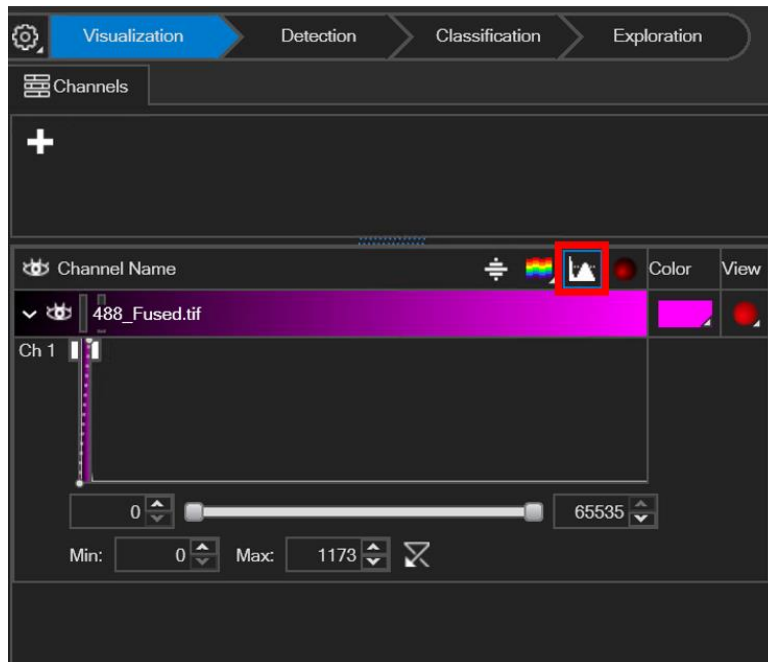 Visualization Detection Classification Exploration
Channels
Channel Name Color View
488_Fused.tif
Ch 1
0 65535
Min: 0 Max: 1173